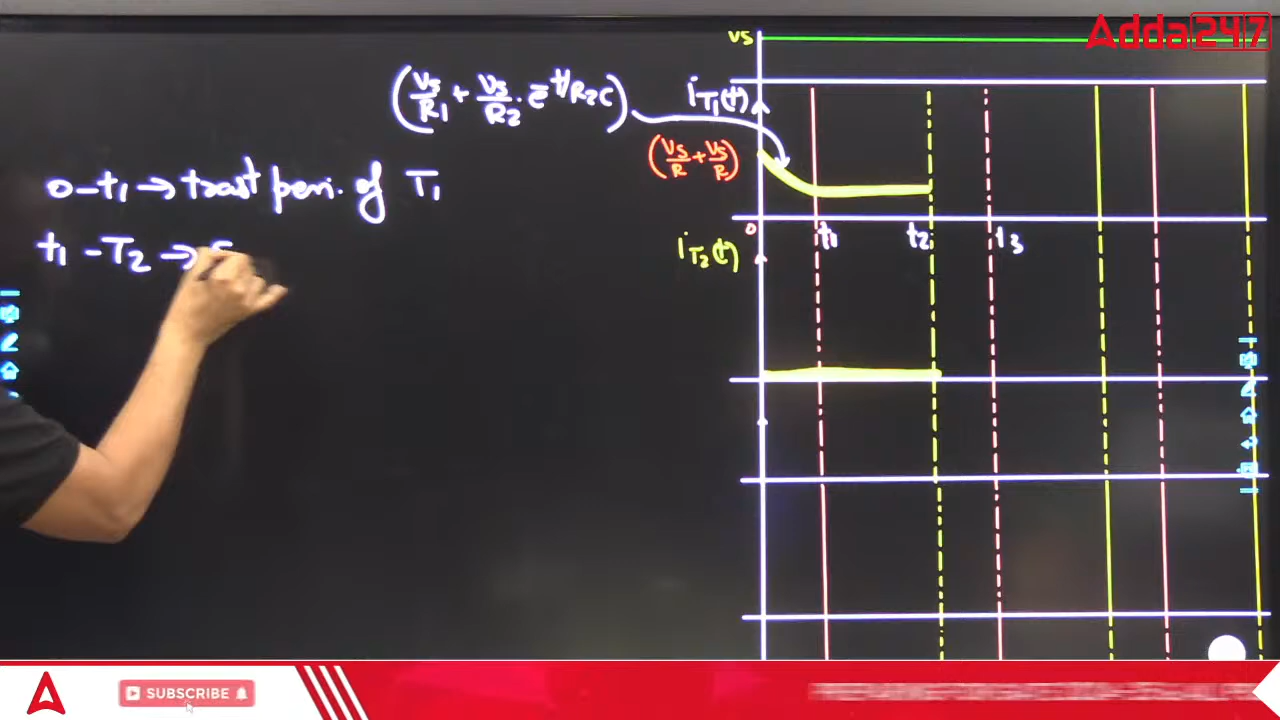 Adda247
VS
(VS/R1 + VS/R2 . e^-t/R2C)
iT1(t)
(VS/R + VS/R)
0-t1 → trast peri. of T1
t1 - T2 → S
0 t1 t2 t3
iT2(t)
SUBSCRIBE